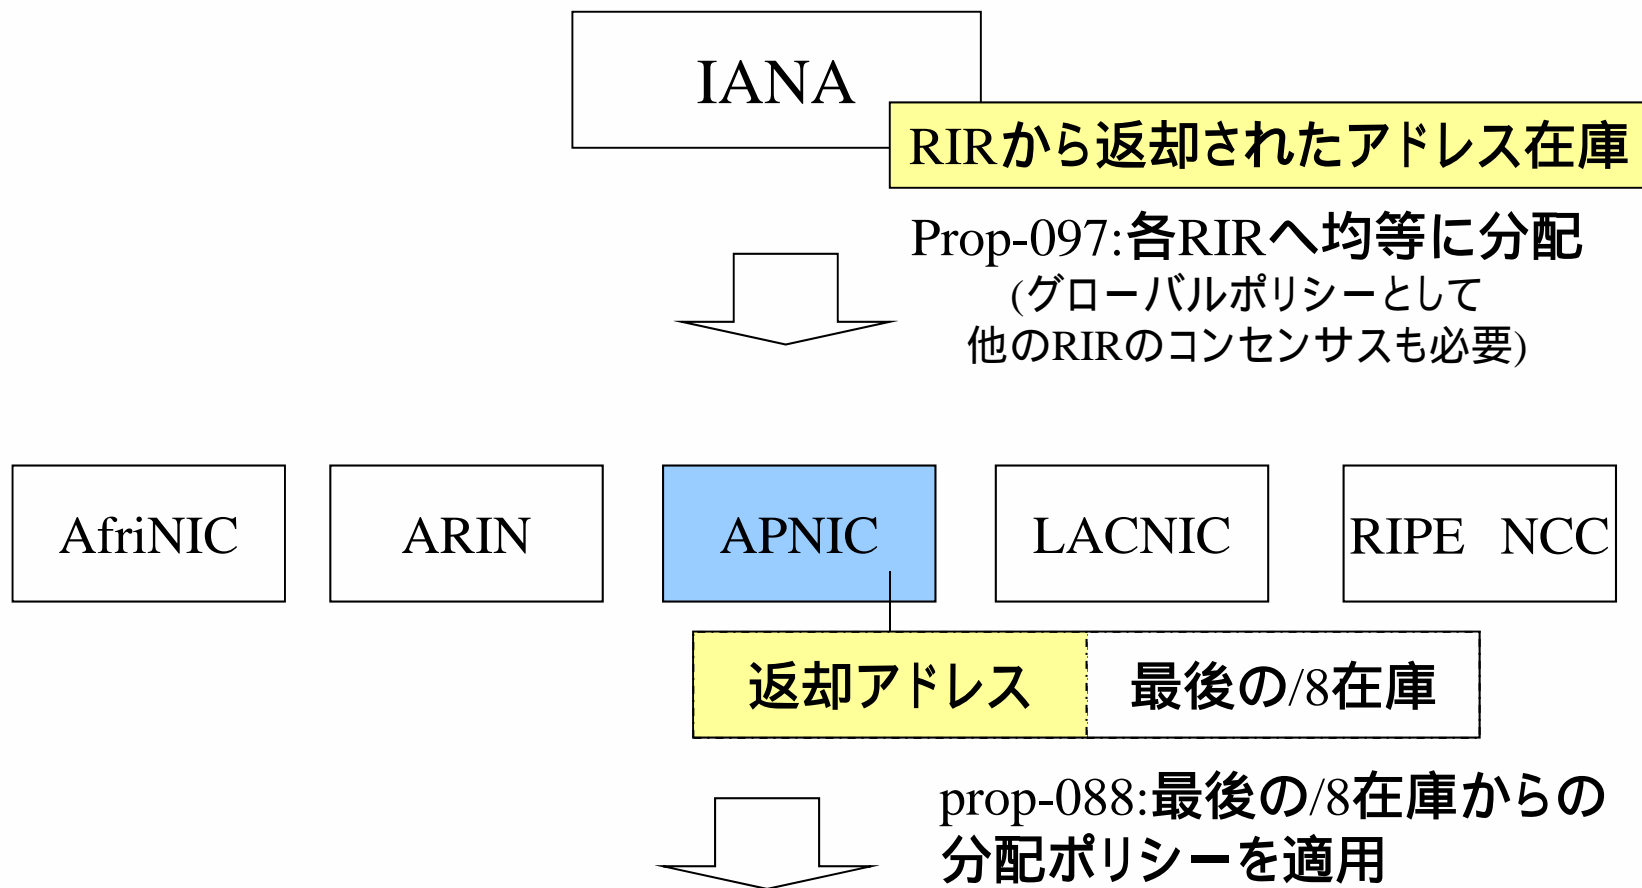 IANA
RIRから返却されたアドレス在庫
Prop-097:各RIRへ均等に分配
(グローバルポリシーとして
他のRIRのコンセンサスも必要)
AfriNIC
ARIN
APNIC
LACNIC
RIPE NCC
返却アドレス
最後の/8在庫
prop-088:最後の/8在庫からの
分配ポリシーを適用